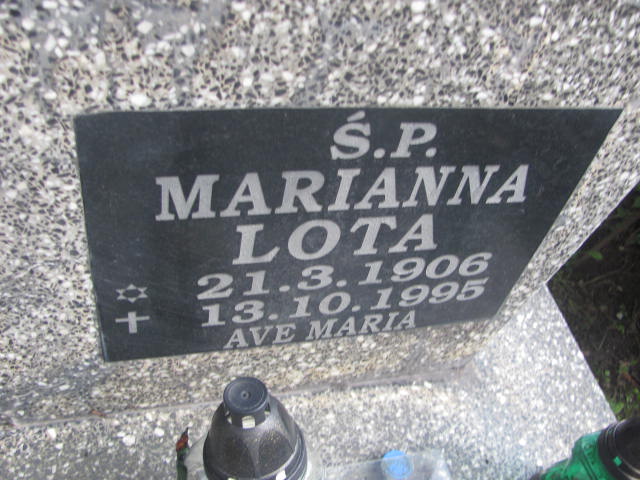 Ś.P.
MARIANNA
LOTA
21.3.1906
13.10.1995
AVE MARIA